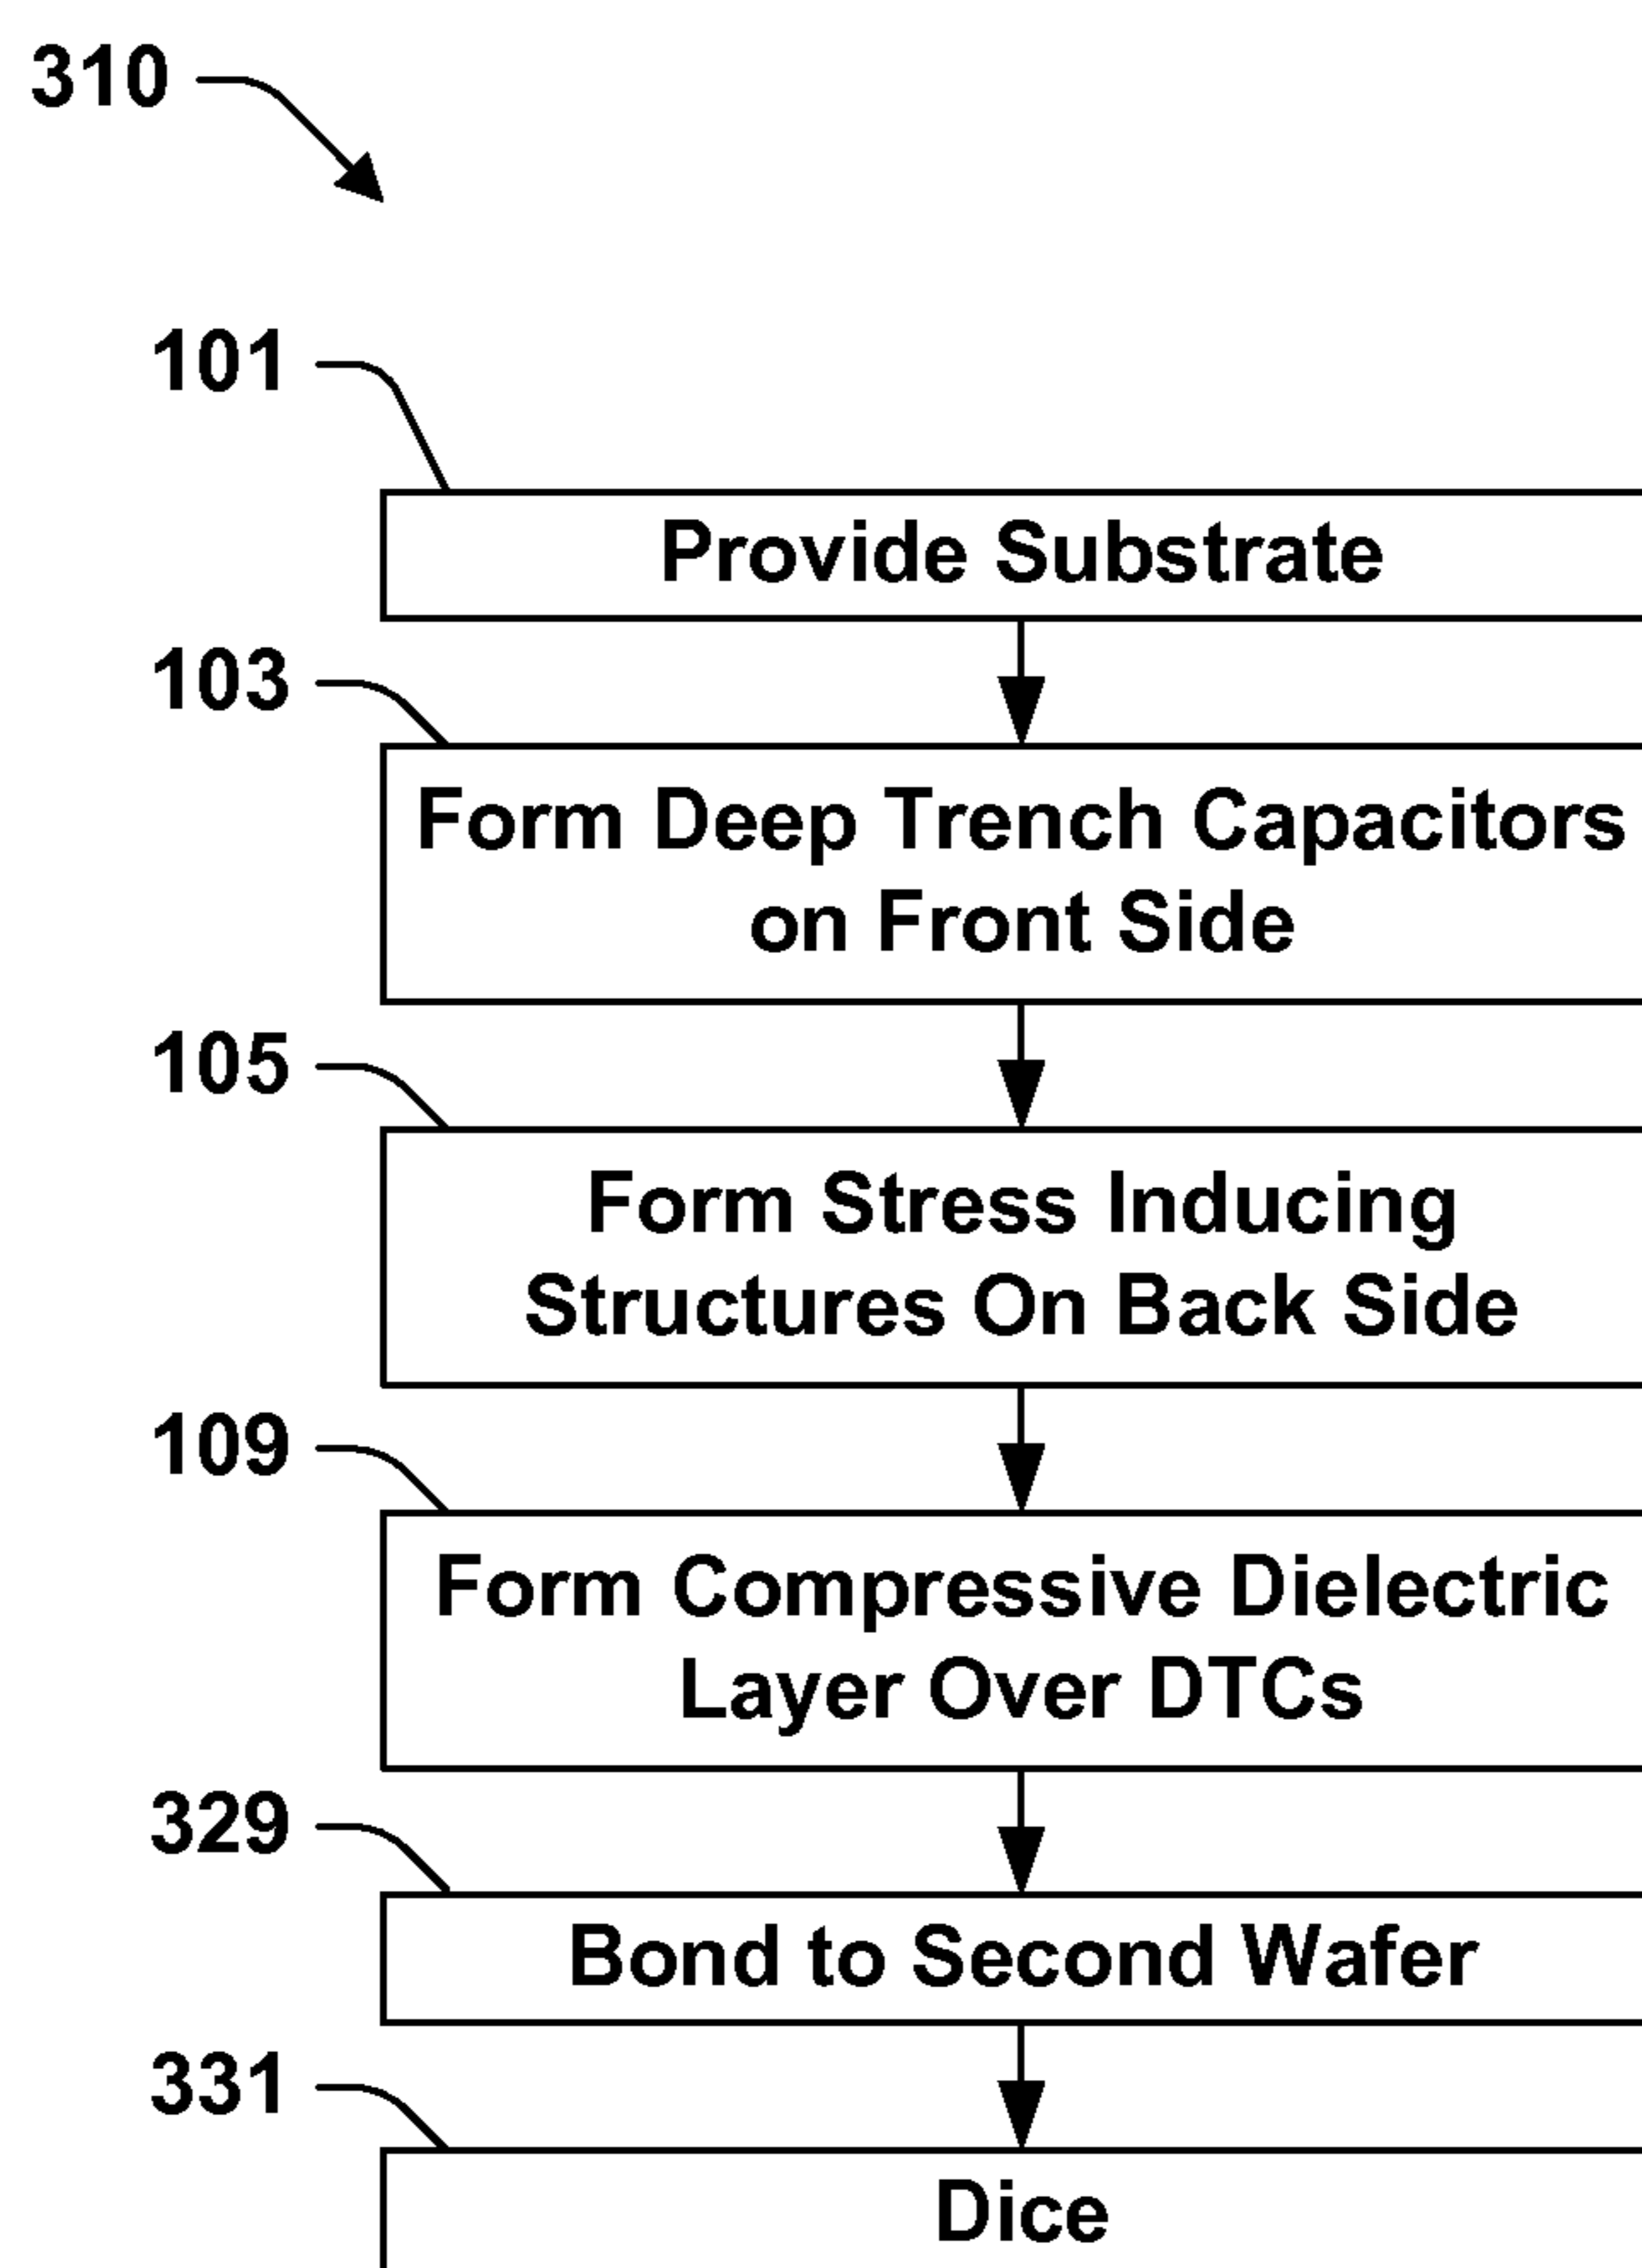 310
101
Provide Substrate
103
Form Deep Trench Capacitors
on Front Side
105
Form Stress Inducing
Structures On Back Side
109
Form Compressive Dielectric
Layer Over DTCs
329
Bond to Second Wafer
331
Dice